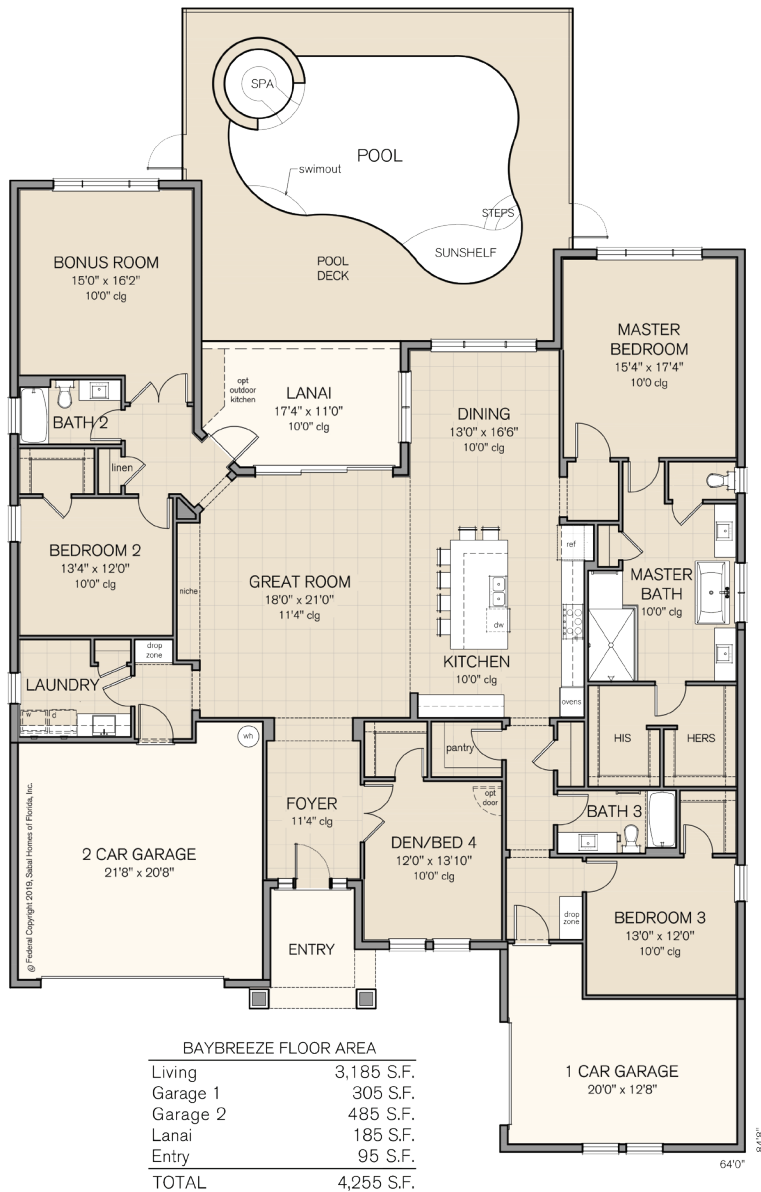 SPA
POOL
swimout
STEPS
SUNSHELF
POOL
DECK
BONUS ROOM
15'0" x 16'2"
10'0" clg
MASTER
BEDROOM
15'4" x 17'4"
10'0 clg
opt
outdoor
kitchen
LANAI
17'4" x 11'0"
10'0" clg
DINING
13'0" x 16'6"
10'0" clg
BATH 2
linen
BEDROOM 2
13'4" x 12'0"
10'0" clg
niche
GREAT ROOM
18'0" x 21'0"
11'4" clg
ref
dw
KITCHEN
10'0" clg
ovens
MASTER
BATH
10'0" clg
drop
zone
LAUNDRY
w
d
HIS
HERS
wh
pantry
opt
door
FOYER
11'4" clg
DEN/BED 4
12'0" x 13'10"
10'0" clg
BATH 3
2 CAR GARAGE
21'8" x 20'8"
@ Federal Copyright 2019, Sabal Homes of Florida, Inc.
drop
zone
BEDROOM 3
13'0" x 12'0"
10'0" clg
ENTRY
1 CAR GARAGE
20'0" x 12'8"
BAYBREEZE FLOOR AREA
Living 3,185 S.F.
Garage 1 305 S.F.
Garage 2 485 S.F.
Lanai 185 S.F.
Entry 95 S.F.
TOTAL 4,255 S.F.
84'8"
64'0"